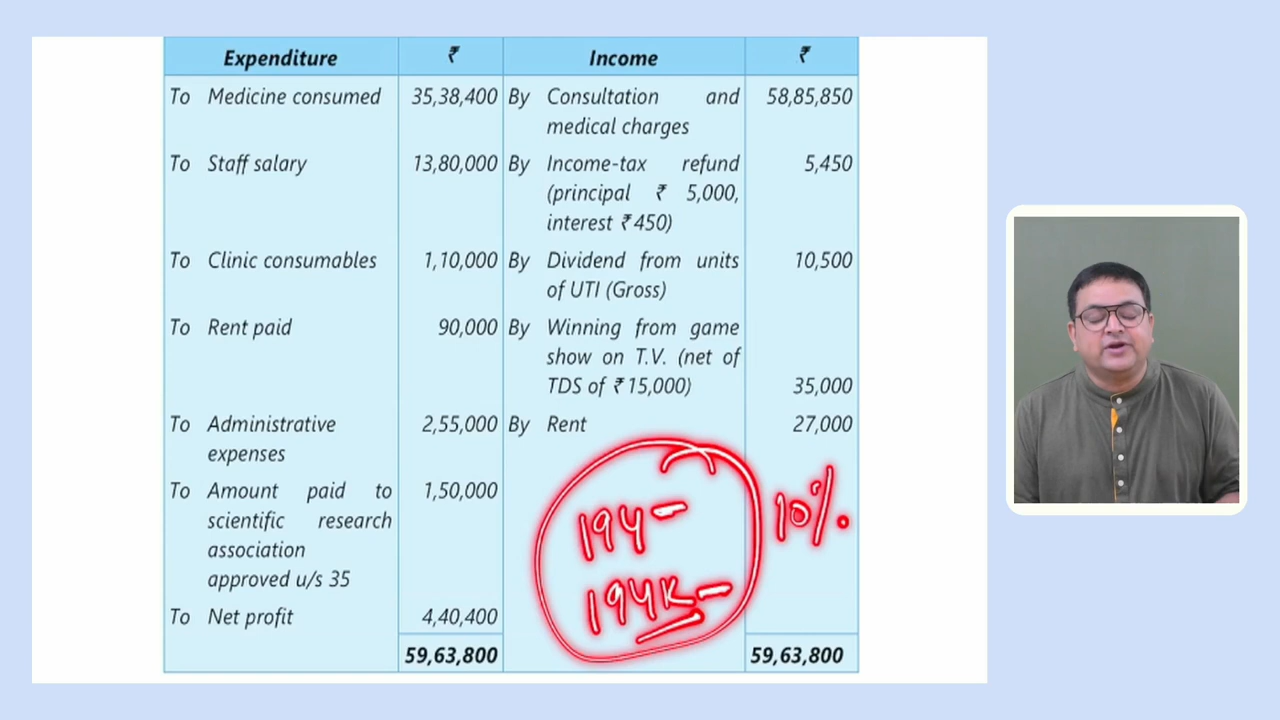 Expenditure ₹ Income ₹
To Medicine consumed 35,38,400 By Consultation and 58,85,850
medical charges
To Staff salary 13,80,000 By Income-tax refund 5,450
(principal ₹ 5,000,
interest ₹ 450)
To Clinic consumables 1,10,000 By Dividend from units 10,500
of UTI (Gross)
To Rent paid 90,000 By Winning from game
show on T.V. (net of
TDS of ₹ 15,000) 35,000
To Administrative 2,55,000 By Rent 27,000
expenses
To Amount paid to 1,50,000
scientific research
association
approved u/s 35
194 – 10%.
194K –
To Net profit 4,40,400
59,63,800 59,63,800